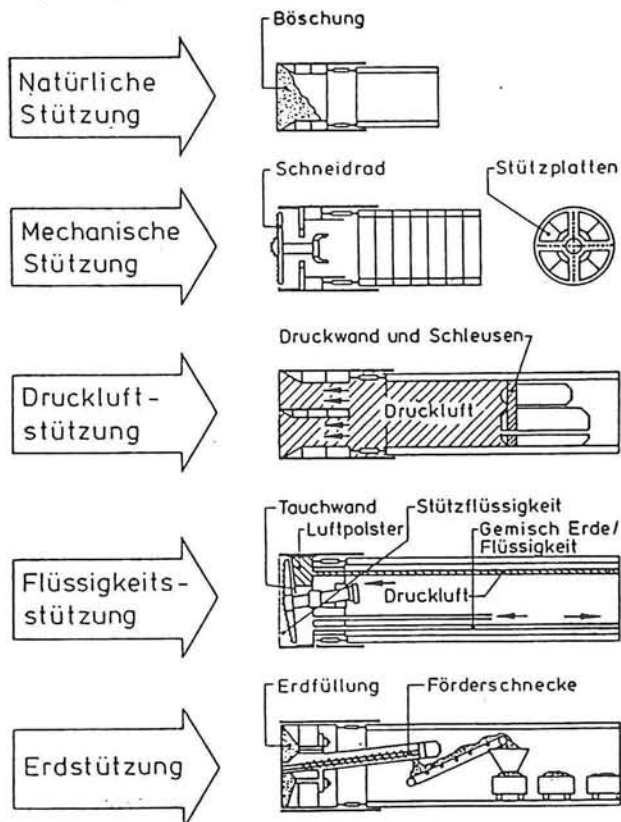 Böschung
Natürliche
Stützung
Schneidrad
Stützplatten
Mechanische
Stützung
Druckwand und Schleusen
Druckluft-
stützung
Druckluft
Tauchwand
Stützflüssigkeit
Luftpolster
Gemisch Erde/
Flüssigkeit
Flüssigkeits-
stützung
Druckluft
Erdfüllung
Förderschnecke
Erdstützung